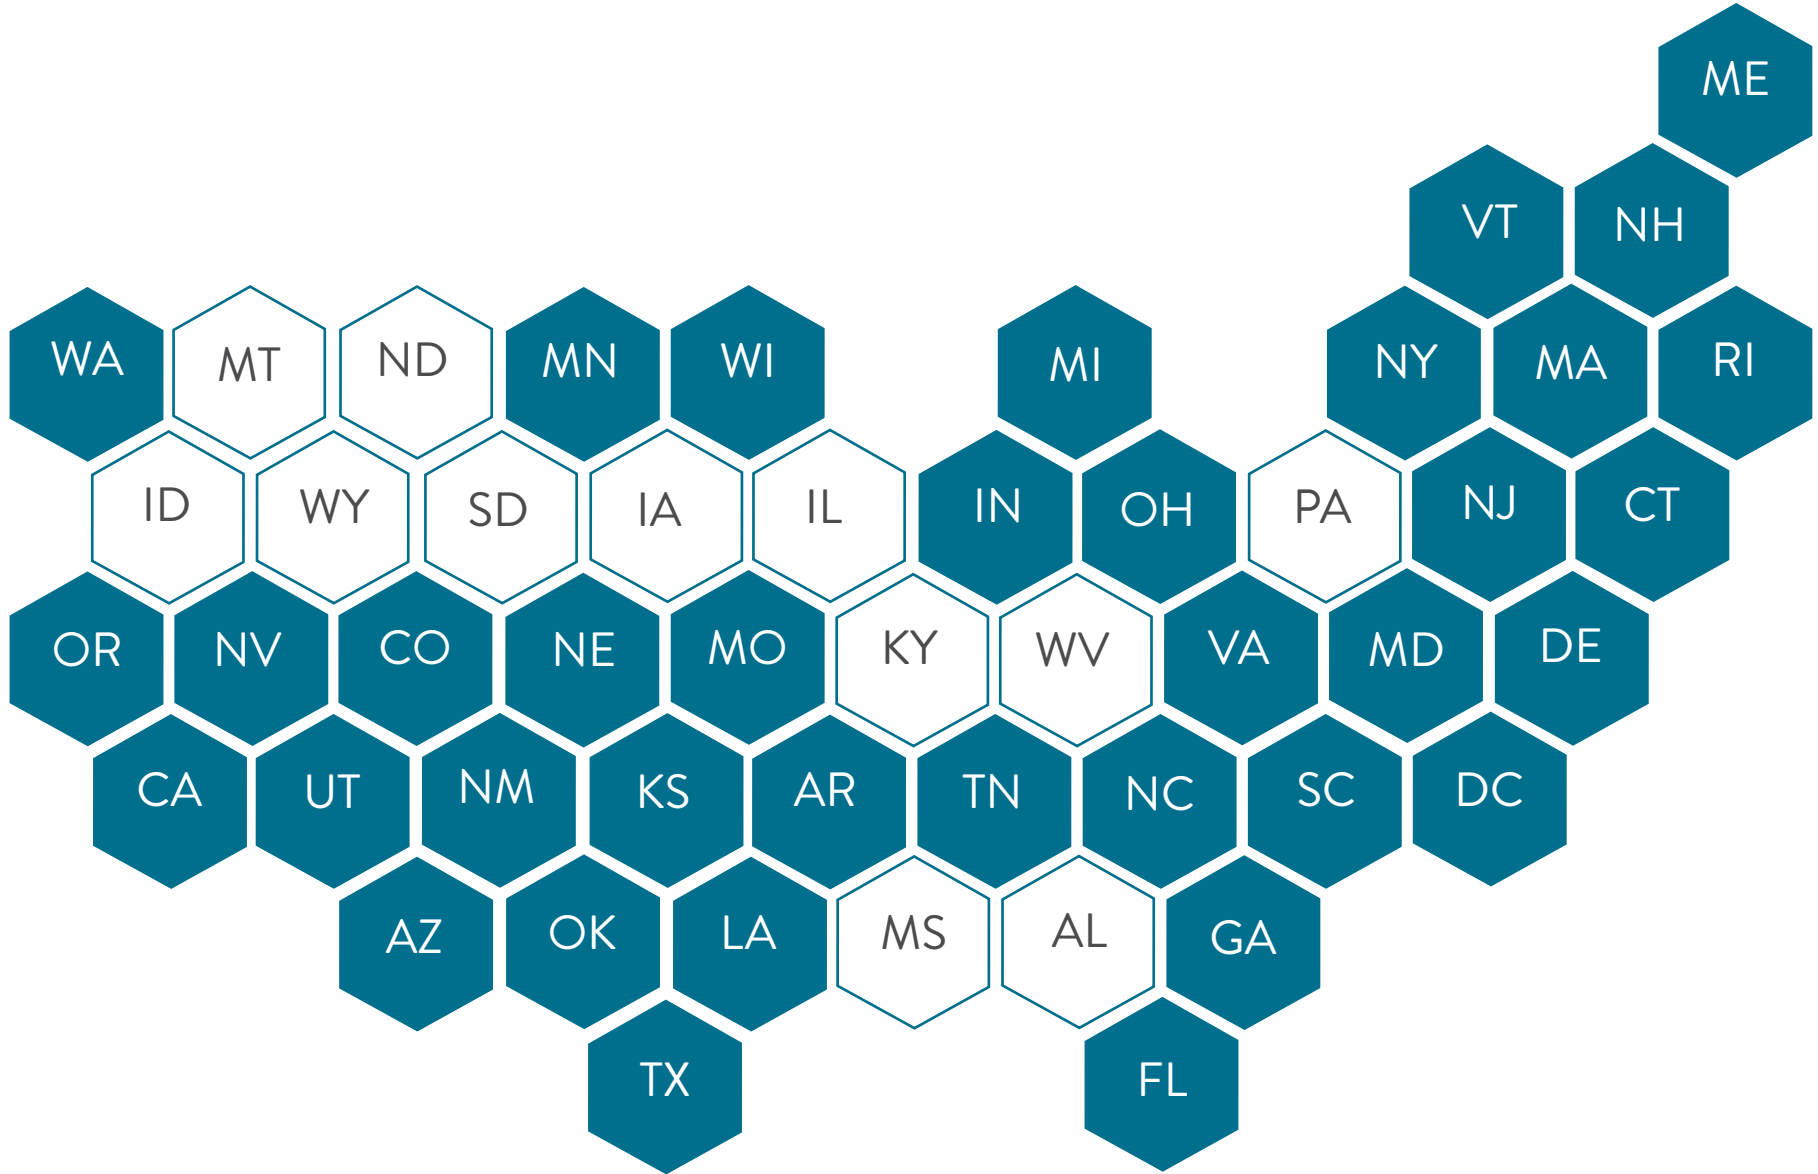 ME
VT NH
WA MT ND MN WI MI NY MA RI
ID WY SD IA IL IN OH PA NJ CT
OR NV CO NE MO KY WV VA MD DE
CA UT NM KS AR TN NC SC DC
AZ OK LA MS AL GA
TX FL